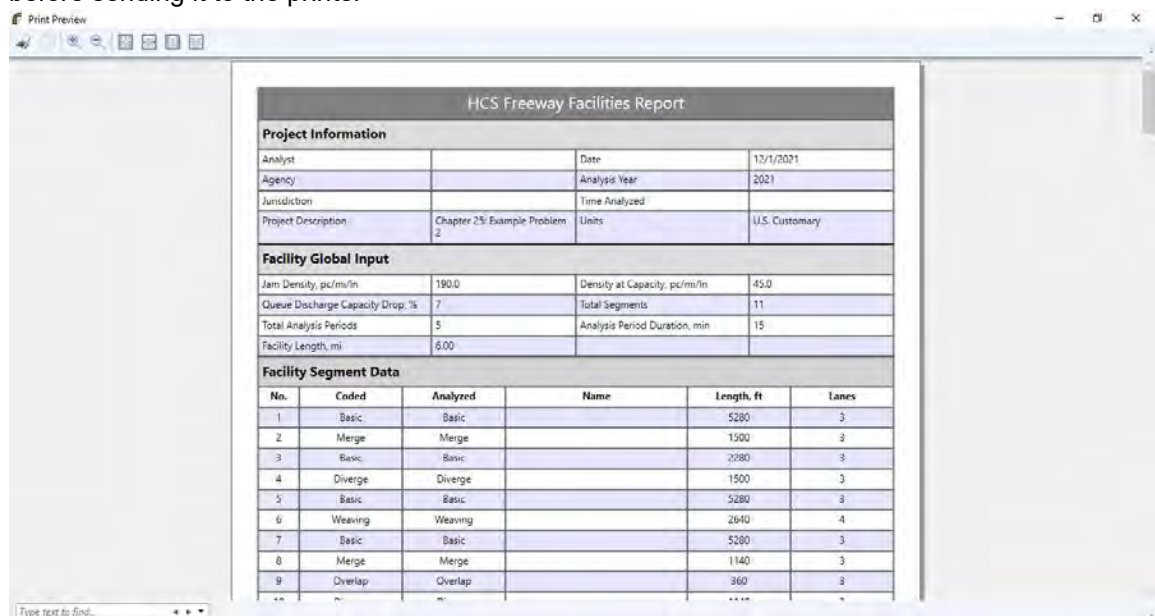 before sending it to the printer
Print Preview
HCS Freeway Facilities Report
Project Information
Analyst Date 12/1/2021
Agency Analysis Year 2021
Jurisdiction Time Analyzed
Project Description Chapter 25: Example Problem 2 Units U.S. Customary
Facility Global Input
Jam Density, pc/mi/ln 190.0 Density at Capacity, pc/mi/ln 45.0
Queue Discharge Capacity Drop, % 7 Total Segments 11
Total Analysis Periods 5 Analysis Period Duration, min 15
Facility Length, mi 6.00
Facility Segment Data
No. Coded Analyzed Name Length, ft Lanes
1 Basic Basic 5280 3
2 Merge Merge 1500 3
3 Basic Basic 2280 3
4 Diverge Diverge 1500 3
5 Basic Basic 5280 3
6 Weaving Weaving 2640 4
7 Basic Basic 5280 3
8 Merge Merge 1140 3
9 Overlap Overlap 360 3
Type text to find...